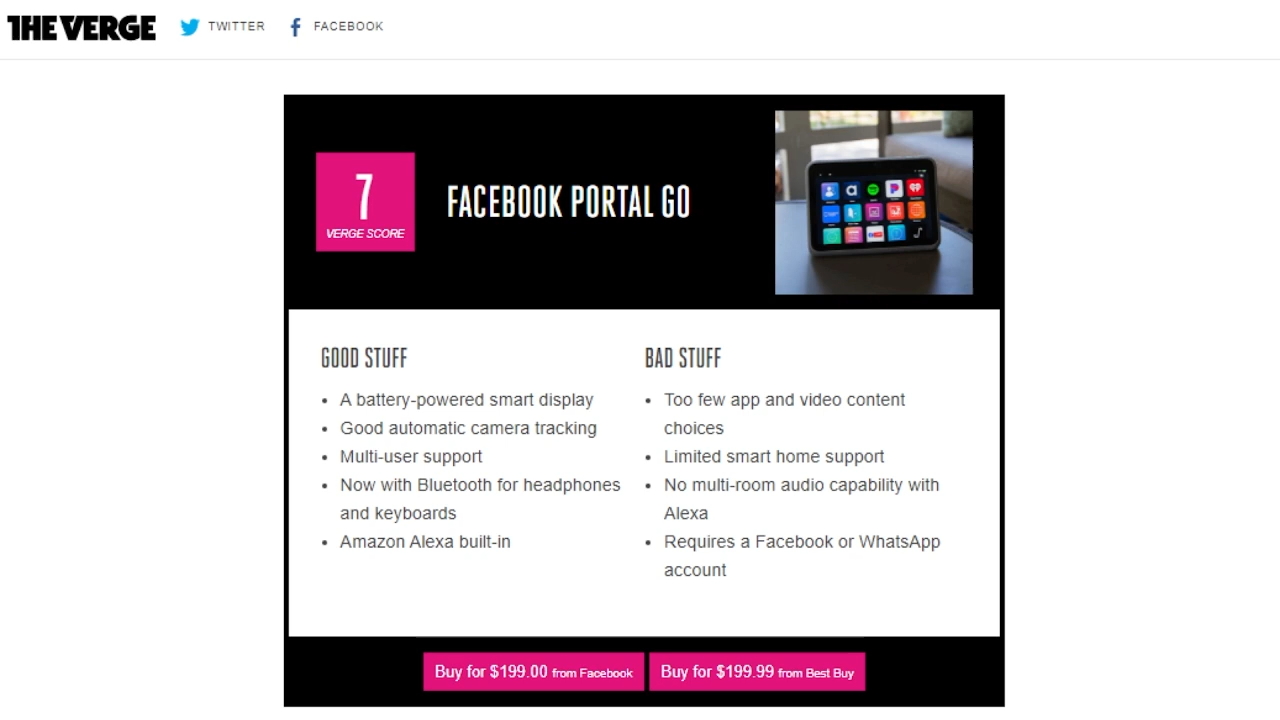 THE VERGE TWITTER FACEBOOK
7
VERGE SCORE
FACEBOOK PORTAL GO
GOOD STUFF
A battery-powered smart display
Good automatic camera tracking
Multi-user support
Now with Bluetooth for headphones
and keyboards
Amazon Alexa built-in
BAD STUFF
Too few app and video content
choices
Limited smart home support
No multi-room audio capability with
Alexa
Requires a Facebook or WhatsApp
account
Buy for $199.00 from Facebook
Buy for $199.99 from Best Buy